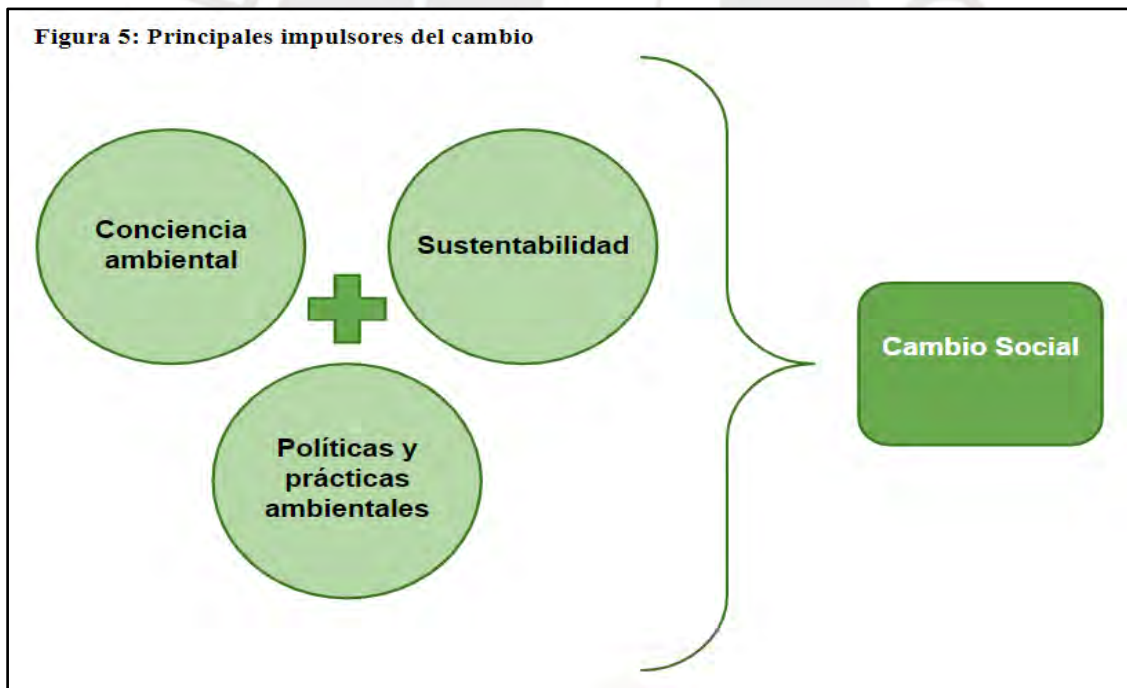 Figura 5: Principales impulsores del cambio
Conciencia
ambiental
Sustentabilidad
Políticas y
prácticas
ambientales
Cambio Social